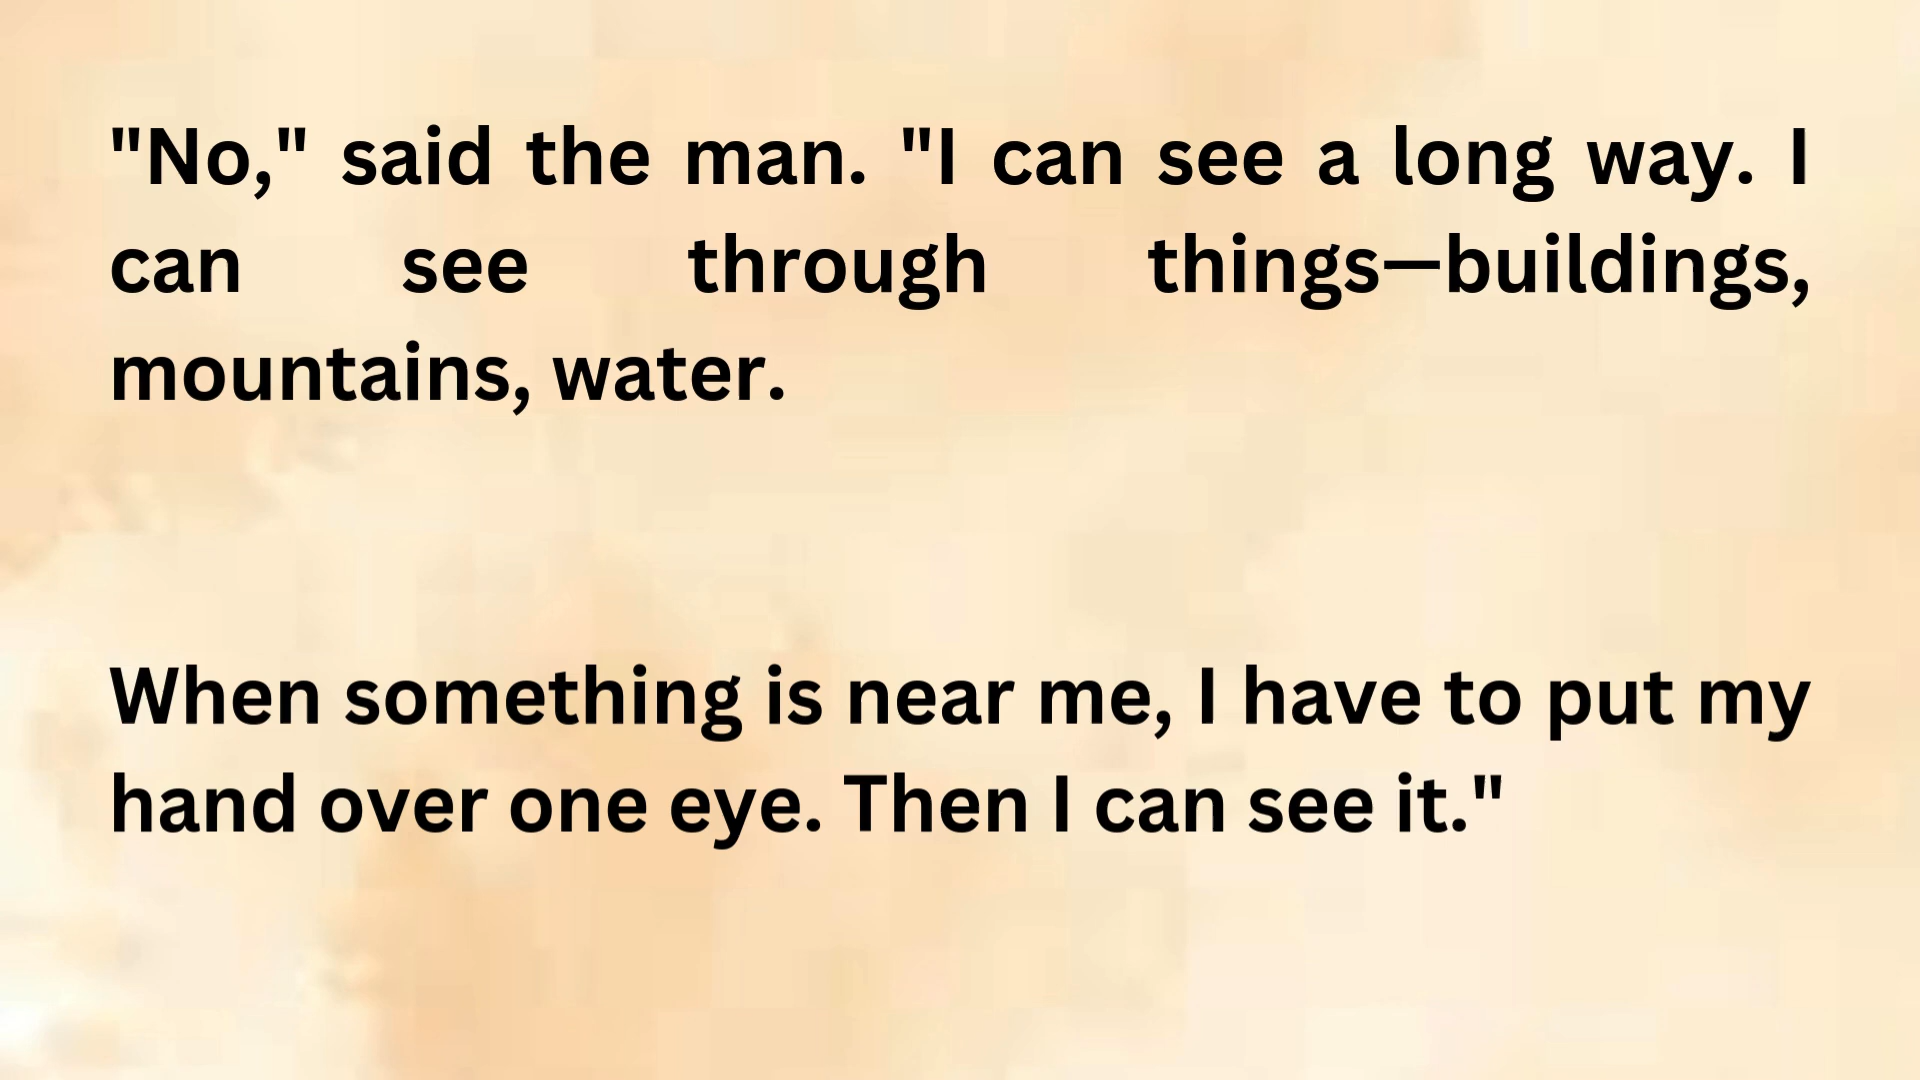 "No," said the man. "I can see a long way. I
can see through things—buildings,
mountains, water.
When something is near me, I have to put my
hand over one eye. Then I can see it."